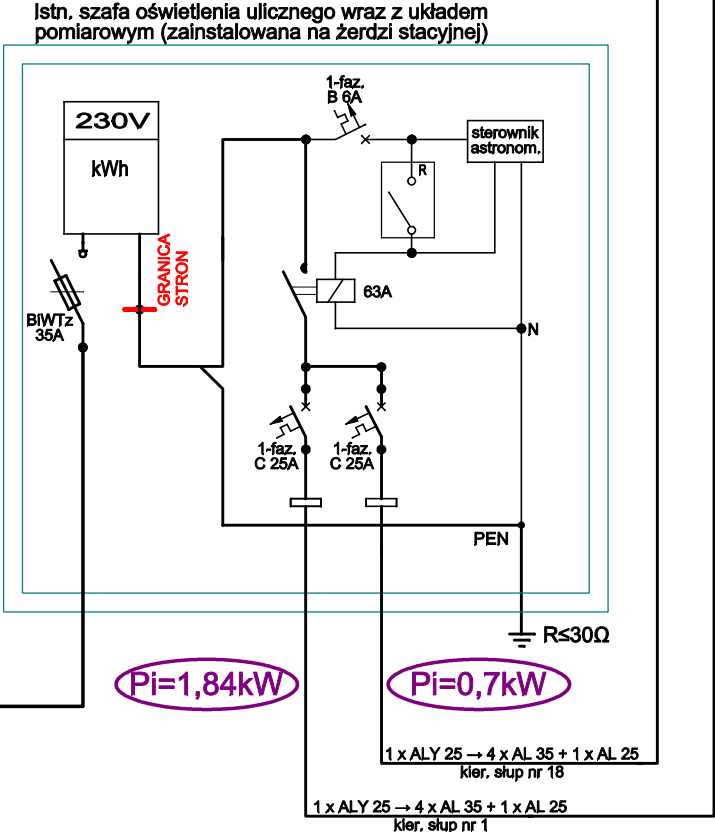 Istn. szafa oświetlenia ulicznego wraz z układem
pomiarowym (zainstalowana na żerdzi stacyjnej)
1-faz.
B 6A
230V
kWh
sterownik
astronom.
R
GRANICA
STRON
63A
BiWTz
35A
N
1-faz.
C 25A
1-faz.
C 25A
PEN
R≤30Ω
Pi=1,84kW
Pi=0,7kW
1 x ALY 25 → 4 x AL 35 + 1 x AL 25
kier. słup nr 18
1 x ALY 25 → 4 x AL 35 + 1 x AL 25
kier. słup nr 1